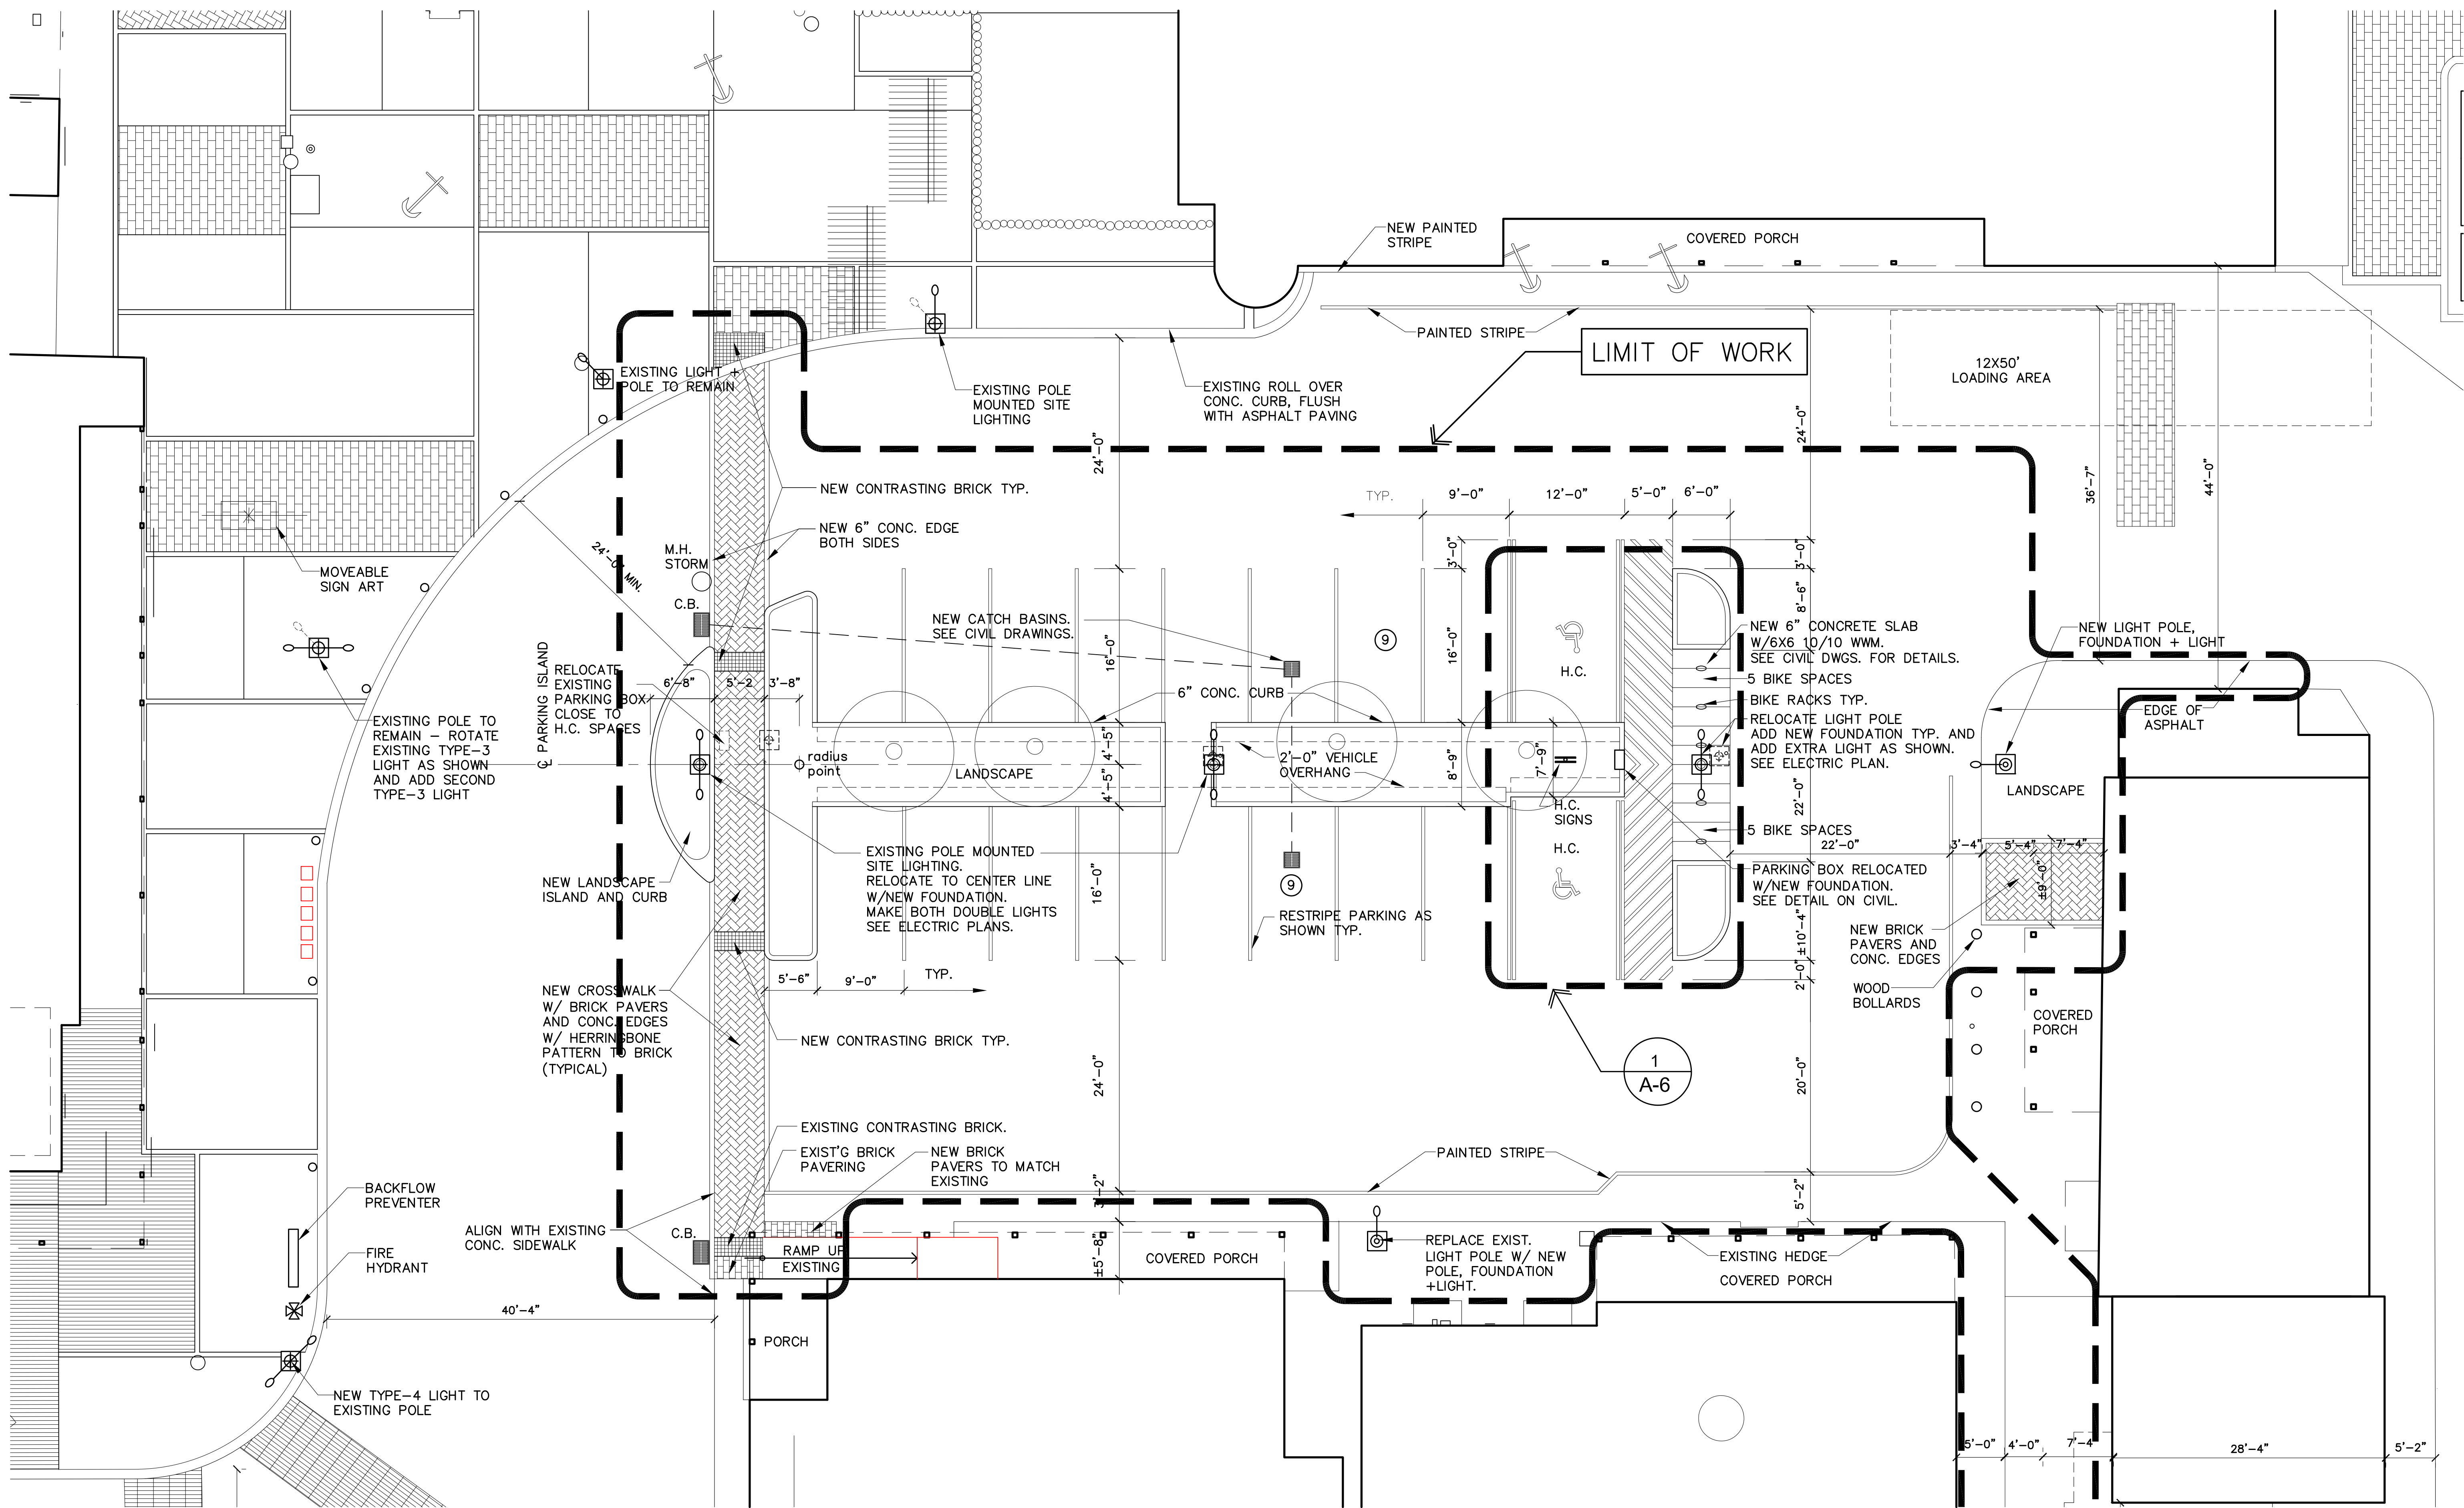 NEW PAINTED
STRIPE
COVERED PORCH
PAINTED STRIPE
LIMIT OF WORK
12X50'
LOADING AREA
EXISTING LIGHT +
POLE TO REMAIN
EXISTING POLE
MOUNTED SITE
LIGHTING
EXISTING ROLL OVER
CONC. CURB, FLUSH
WITH ASPHALT PAVING
24'-0"
24'-0"
36'-7"
44'-0"
NEW CONTRASTING BRICK TYP.
TYP.
9'-0"
12'-0"
5'-0"
6'-0"
NEW 6" CONC. EDGE
BOTH SIDES
M.H.
STORM
24'-0" MIN.
MOVEABLE
SIGN ART
3'-0"
3'-0"
C.B.
8'-6"
NEW CATCH BASINS.
SEE CIVIL DRAWINGS.
9
NEW 6" CONCRETE SLAB
W/6X6 10/10 WWM.
SEE CIVIL DWGS. FOR DETAILS.
NEW LIGHT POLE,
FOUNDATION + LIGHT
16'-0"
16'-0"
H.C.
℄ PARKING ISLAND
RELOCATE
EXISTING
PARKING BOX
CLOSE TO
H.C. SPACES
6'-8"
5'-2
3'-8"
6" CONC. CURB
5 BIKE SPACES
BIKE RACKS TYP.
EDGE OF
ASPHALT
EXISTING POLE TO
REMAIN – ROTATE
EXISTING TYPE-3
LIGHT AS SHOWN
AND ADD SECOND
TYPE-3 LIGHT
RELOCATE LIGHT POLE
ADD NEW FOUNDATION TYP. AND
ADD EXTRA LIGHT AS SHOWN.
SEE ELECTRIC PLAN.
radius
point
LANDSCAPE
4'-5"
4'-5"
2'-0" VEHICLE
OVERHANG
8'-9"
7'-9"
22'-0"
LANDSCAPE
H.C.
SIGNS
5 BIKE SPACES
H.C.
22'-0"
3'-4"
5'-4"
7'-4"
±9'-0"
EXISTING POLE MOUNTED
SITE LIGHTING.
RELOCATE TO CENTER LINE
W/NEW FOUNDATION.
MAKE BOTH DOUBLE LIGHTS
SEE ELECTRIC PLANS.
NEW LANDSCAPE
ISLAND AND CURB
16'-0"
9
PARKING BOX RELOCATED
W/NEW FOUNDATION.
SEE DETAIL ON CIVIL.
RESTRIPE PARKING AS
SHOWN TYP.
±10'-4"
2'-0"
NEW BRICK
PAVERS AND
CONC. EDGES
5'-6"
9'-0"
TYP.
WOOD
BOLLARDS
NEW CROSSWALK
W/ BRICK PAVERS
AND CONC. EDGES
W/ HERRINGBONE
PATTERN TO BRICK
(TYPICAL)
COVERED
PORCH
NEW CONTRASTING BRICK TYP.
1
A-6
24'-0"
20'-0"
EXISTING CONTRASTING BRICK.
EXIST'G BRICK
PAVERING
NEW BRICK
PAVERS TO MATCH
EXISTING
PAINTED STRIPE
BACKFLOW
PREVENTER
5'-2"
ALIGN WITH EXISTING
CONC. SIDEWALK
C.B.
RAMP UP
EXISTING
±5'-8"
COVERED PORCH
REPLACE EXIST.
LIGHT POLE W/ NEW
POLE, FOUNDATION
+LIGHT.
EXISTING HEDGE
COVERED PORCH
FIRE
HYDRANT
40'-4"
PORCH
NEW TYPE-4 LIGHT TO
EXISTING POLE
5'-0"
4'-0"
7'-4
28'-4"
5'-2"